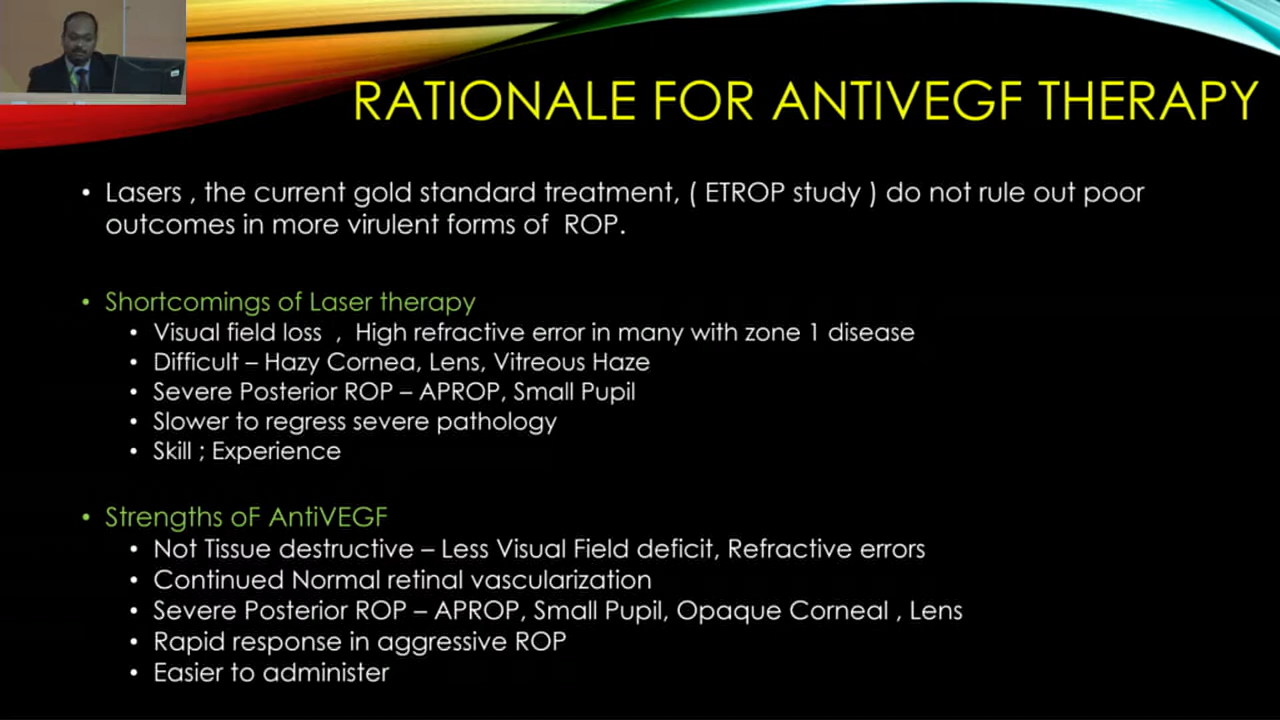 RATIONALE FOR ANTIVEGF THERAPY
• Lasers , the current gold standard treatment, ( ETROP study ) do not rule out poor
outcomes in more virulent forms of ROP.
• Shortcomings of Laser therapy
• Visual field loss , High refractive error in many with zone 1 disease
• Difficult – Hazy Cornea, Lens, Vitreous Haze
• Severe Posterior ROP – APROP, Small Pupil
• Slower to regress severe pathology
• Skill ; Experience
• Strengths oF AntiVEGF
• Not Tissue destructive – Less Visual Field deficit, Refractive errors
• Continued Normal retinal vascularization
• Severe Posterior ROP – APROP, Small Pupil, Opaque Corneal , Lens
• Rapid response in aggressive ROP
• Easier to administer